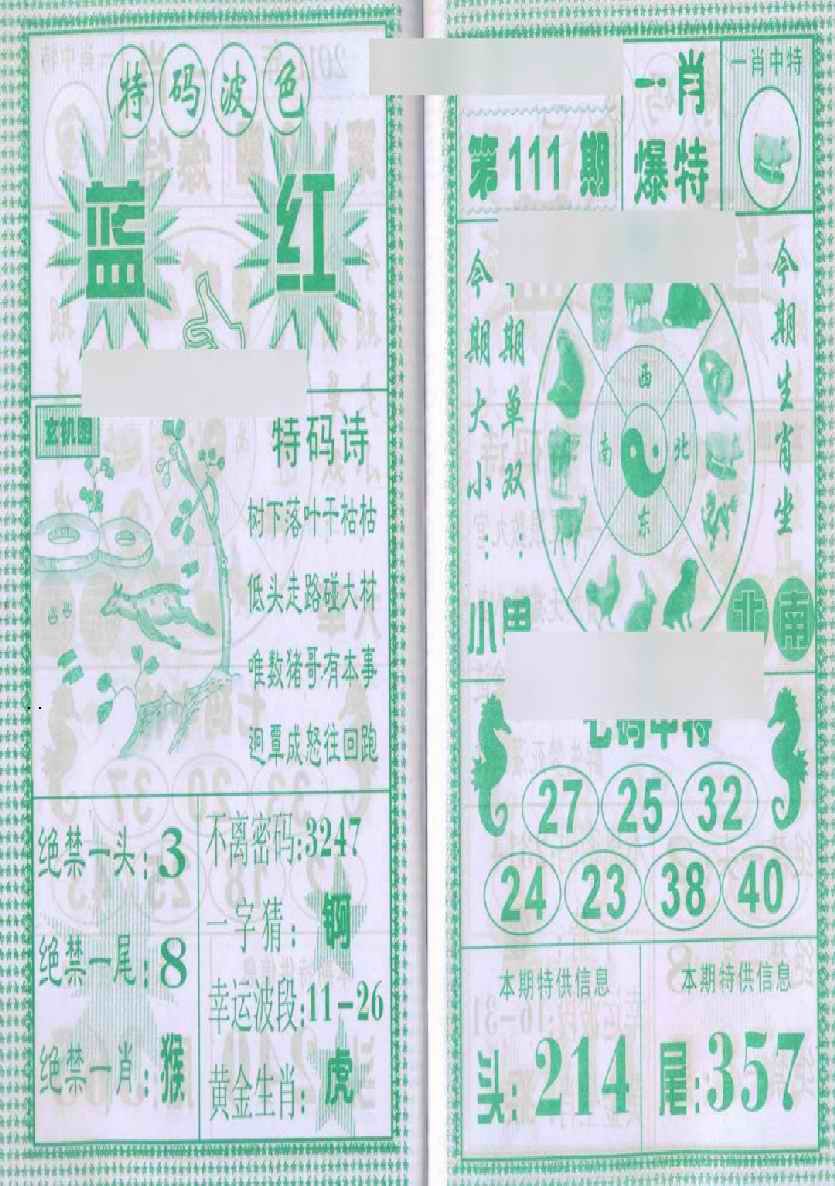 特码波色
蓝 红
玄机图
特码诗
树下落叶干枯枯
低头走路碰大材
唯数猪哥有本事
迴覃成怒往回跑
绝禁一头:3
绝禁一尾:8
绝禁一肖:猴
不离密码:3247
一字猜:钢
幸运波段:11-26
黄金生肖:虎
第111期
一肖
爆特
一肖中特
今期大小:小
今期单双:
今期生肖坐
北南
西
南 北
东
七码中特
27 25 32
24 23 38 40
本期特供信息
头:214
本期特供信息
尾:357